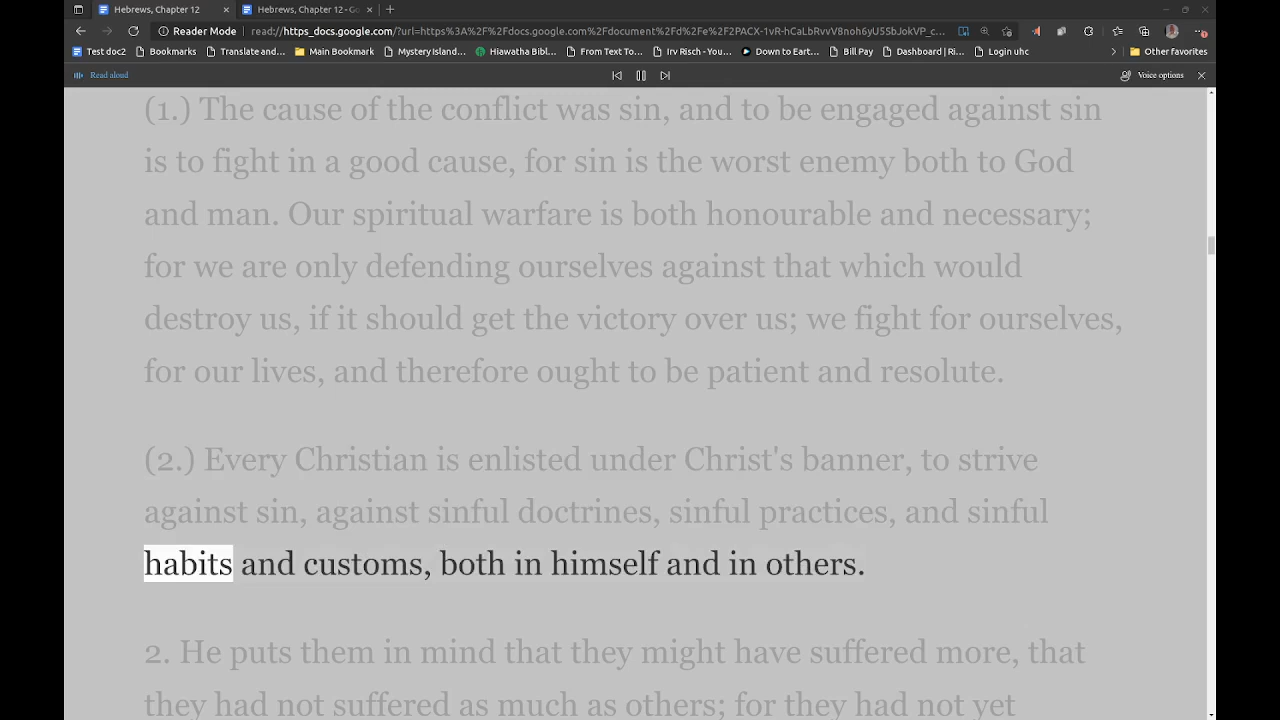 Hebrews, Chapter 12
Hebrews, Chapter 12 - Go
Reader Mode
read://https_docs.google.com/?url=https%3A%2F%2Fdocs.google.com%2Fdocument%2Fd%2Fe%2F2PACX-1vR-hCaLbRvvV8noh6yU5SbJokVP_c...
Test doc2
Bookmarks
Translate and...
Main Bookmark
Mystery Island...
Hiawatha Bibl...
From Text To...
Irv Risch - You...
Down to Eart...
Bill Pay
Dashboard | Ri...
Login uhc
Other favorites
Read aloud
Voice options
(1.) The cause of the conflict was sin, and to be engaged against sin
is to fight in a good cause, for sin is the worst enemy both to God
and man. Our spiritual warfare is both honourable and necessary;
for we are only defending ourselves against that which would
destroy us, if it should get the victory over us; we fight for ourselves,
for our lives, and therefore ought to be patient and resolute.
(2.) Every Christian is enlisted under Christ's banner, to strive
against sin, against sinful doctrines, sinful practices, and sinful
habits and customs, both in himself and in others.
2. He puts them in mind that they might have suffered more, that
they had not suffered as much as others; for they had not yet